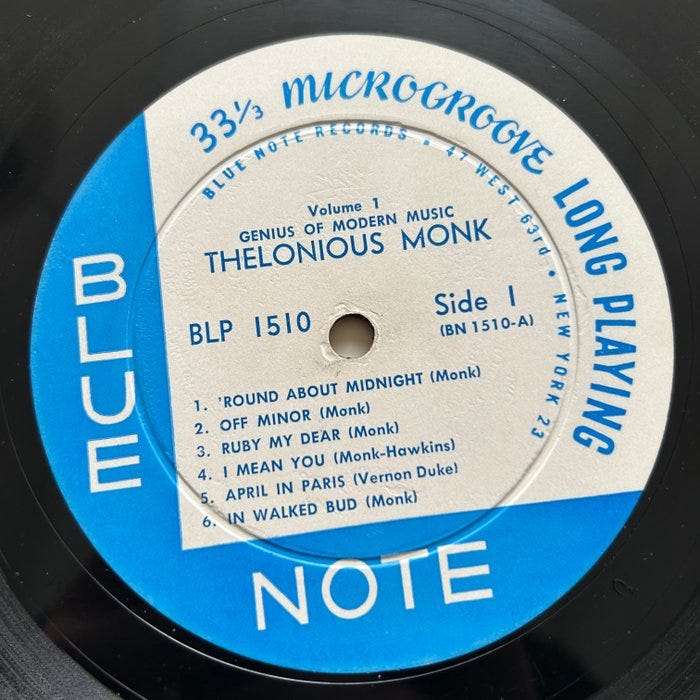 33⅓ MICROGROOVE LONG PLAYING
BLUE NOTE RECORDS • 47 WEST 63rd • NEW YORK 23
Volume 1
GENIUS OF MODERN MUSIC
THELONIOUS MONK
BLP 1510
Side 1
(BN 1510-A)
1. 'ROUND ABOUT MIDNIGHT (Monk)
2. OFF MINOR (Monk)
3. RUBY MY DEAR (Monk)
4. I MEAN YOU (Monk-Hawkins)
5. APRIL IN PARIS (Vernon Duke)
6. IN WALKED BUD (Monk)
BLUE
NOTE